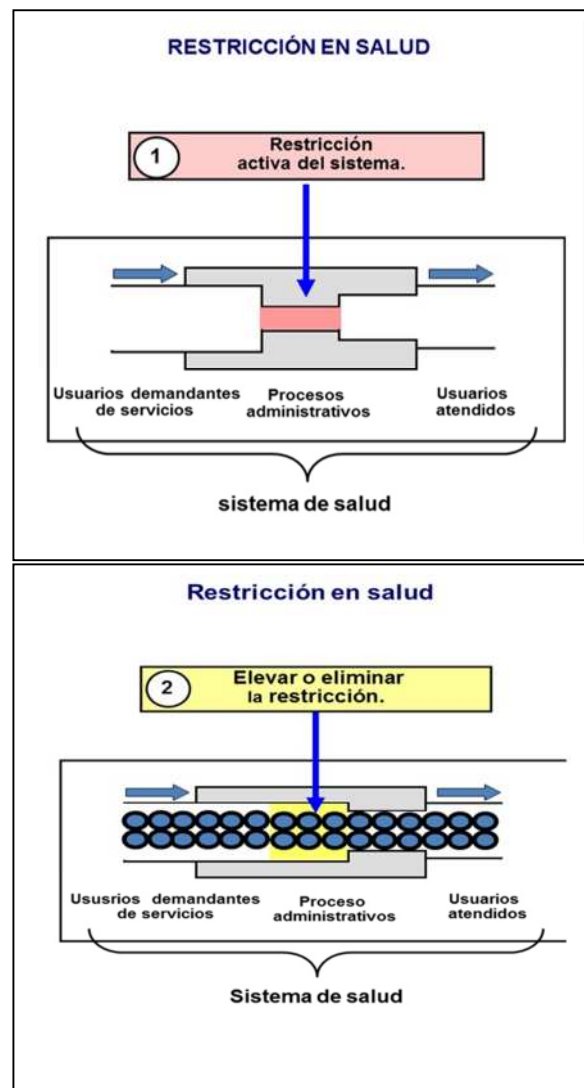 RESTRICCIÓN EN SALUD
1
Restricción
activa del sistema.
Usuarios demandantes
de servicios
Procesos
administrativos
Usuarios
atendidos
sistema de salud
Restricción en salud
2
Elevar o eliminar
la restricción.
Ususrios demandantes
de servicios
Proceso
administrativos
Usuarios
atendidos
Sistema de salud